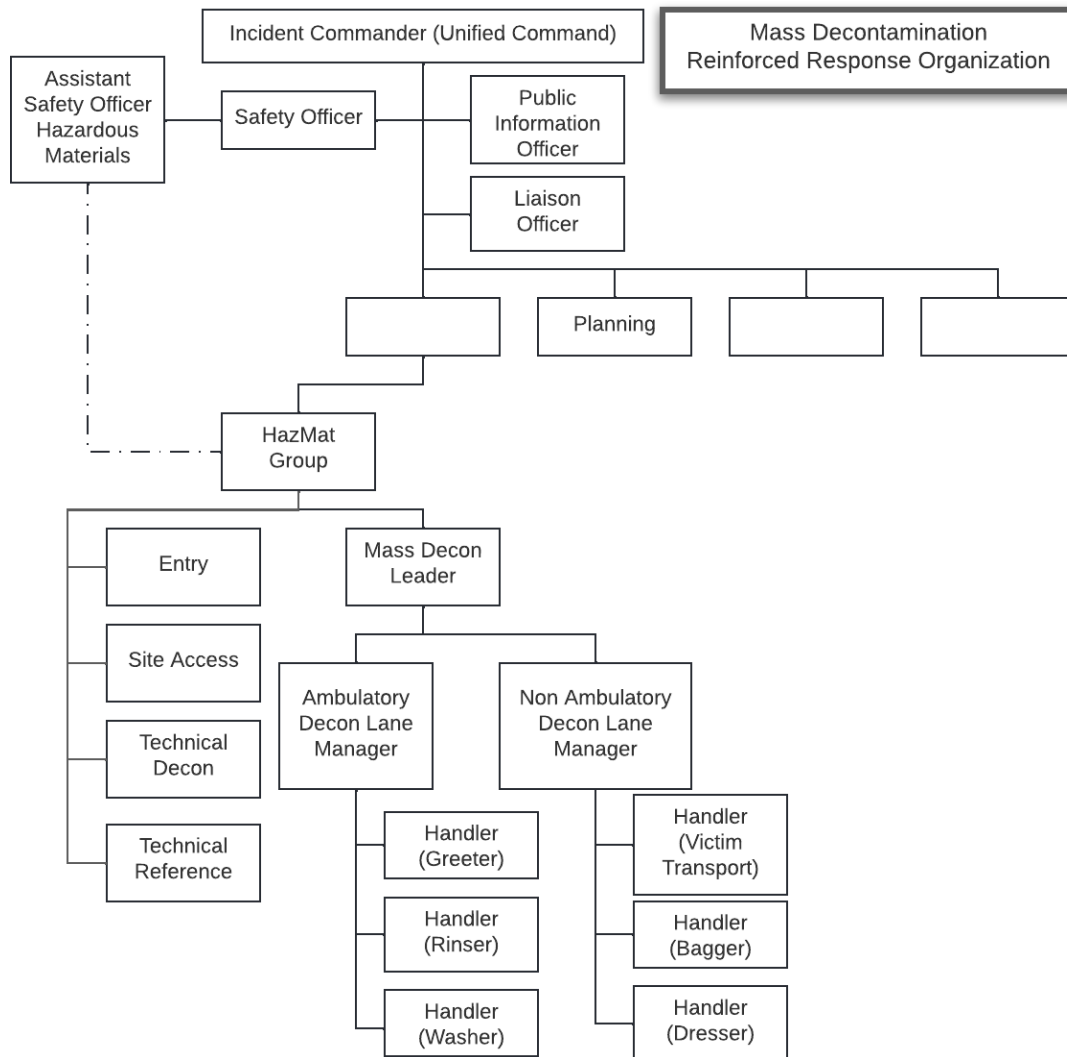 Incident Commander (Unified Command)
Mass Decontamination
Reinforced Response Organization
Assistant
Safety Officer
Hazardous
Materials
Safety Officer
Public
Information
Officer
Liaison
Officer
Planning
HazMat
Group
Entry
Site Access
Technical
Decon
Technical
Reference
Mass Decon
Leader
Ambulatory
Decon Lane
Manager
Handler
(Greeter)
Handler
(Rinser)
Handler
(Washer)
Non Ambulatory
Decon Lane
Manager
Handler
(Victim
Transport)
Handler
(Bagger)
Handler
(Dresser)